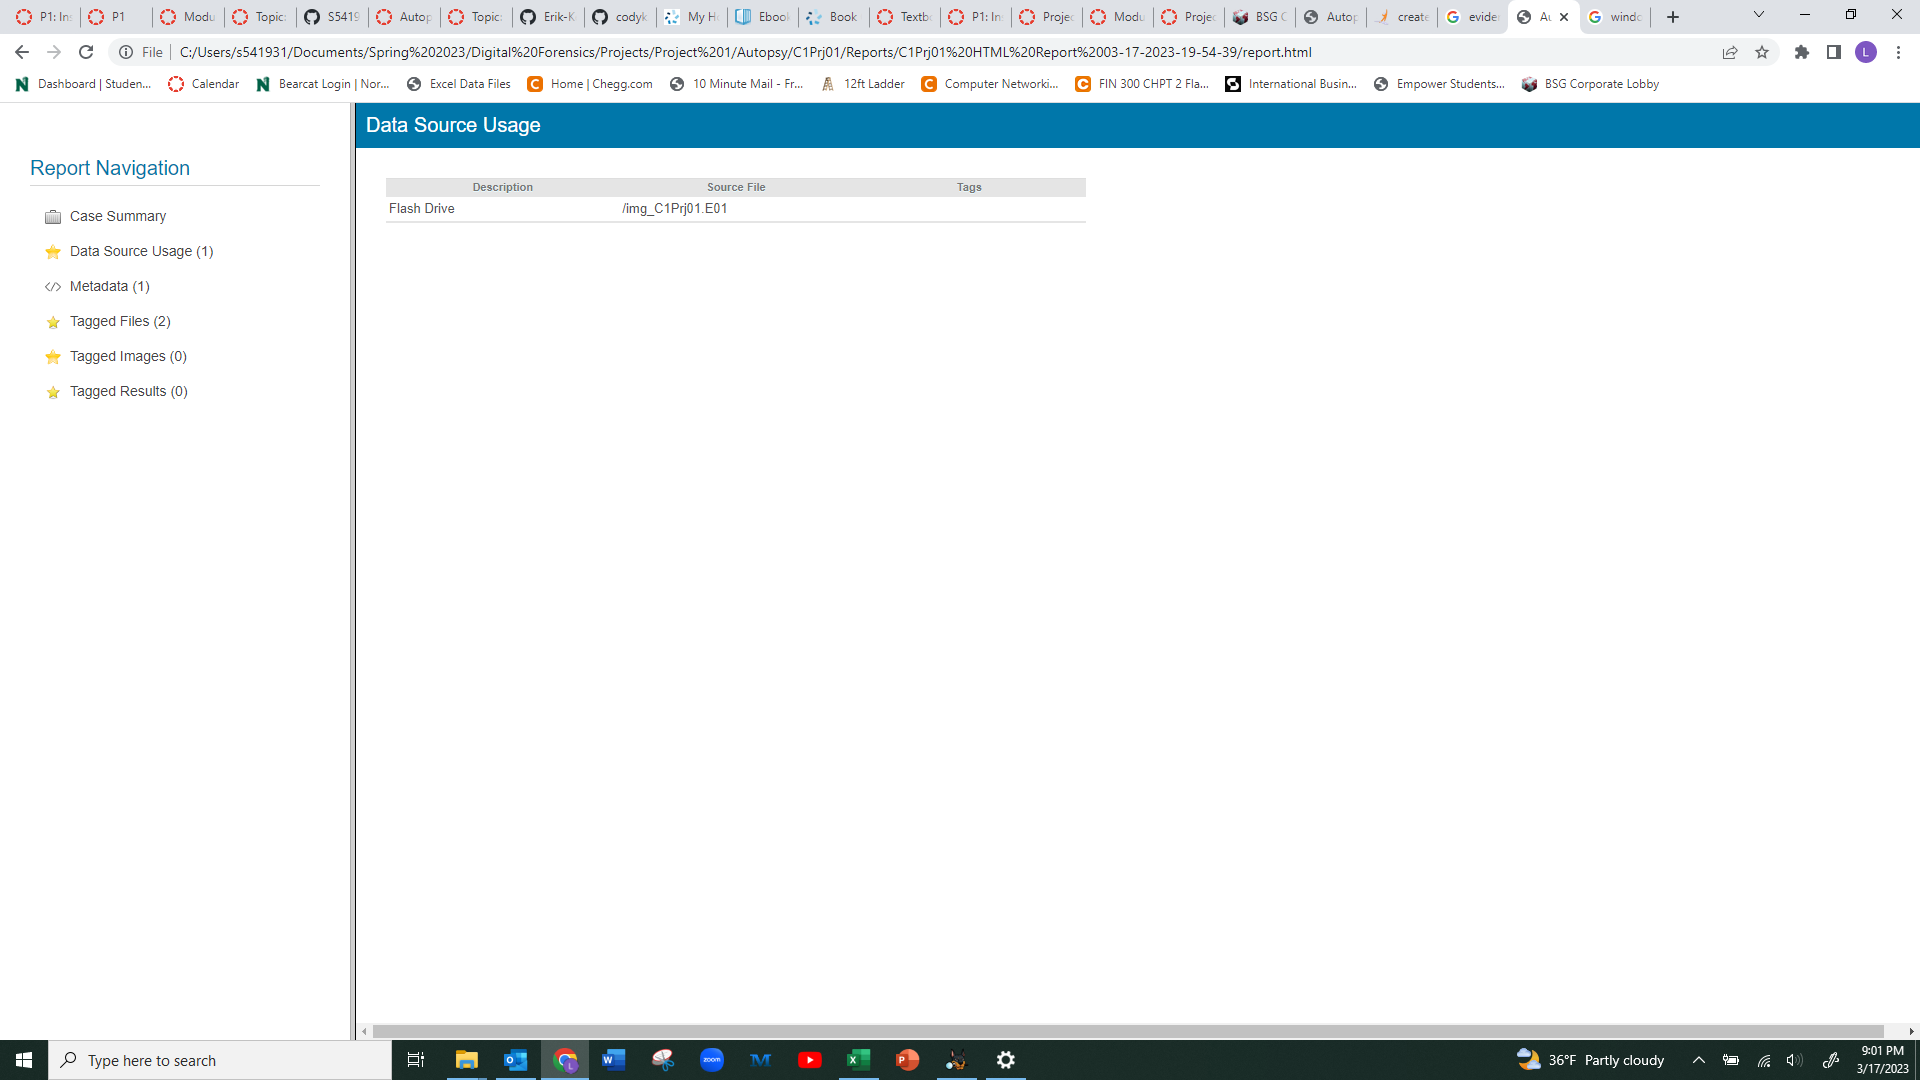 P1: In
P1
Modu
Topic
S5419
Autop
Topic
Erik-K
codyk
My H
Eboo
Book
Textb
P1: In
Projec
Modu
Projec
BSG C
Autop
create
evider
Au
windo
File
C:/Users/s541931/Documents/Spring%202023/Digital%20Forensics/Projects/Project%201/Autopsy/C1Prj01/Reports/C1Prj01%20HTML%20Report%2003-17-2023-19-54-39/report.html
L
Dashboard | Studen...
Calendar
Bearcat Login | Nor...
Excel Data Files
Home | Chegg.com
10 Minute Mail - Fr...
12ft Ladder
Computer Networki...
FIN 300 CHPT 2 Fla...
International Busin...
Empower Students...
BSG Corporate Lobby
Report Navigation
Case Summary
Data Source Usage (1)
Metadata (1)
Tagged Files (2)
Tagged Images (0)
Tagged Results (0)
Data Source Usage
Description Source File Tags
Flash Drive /img_C1Prj01.E01
Type here to search
zoom
36°F Partly cloudy
9:01 PM
3/17/2023